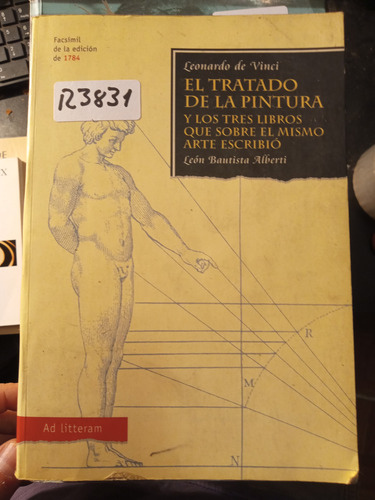 Facsímil
de la edición
de 1784
R3831
Leonardo de Vinci
EL TRATADO
DE LA PINTURA
Y LOS TRES LIBROS
QUE SOBRE EL MISMO
ARTE ESCRIBIÓ
León Bautista Alberti
R
M
A
N
Ad litteram
DE
X